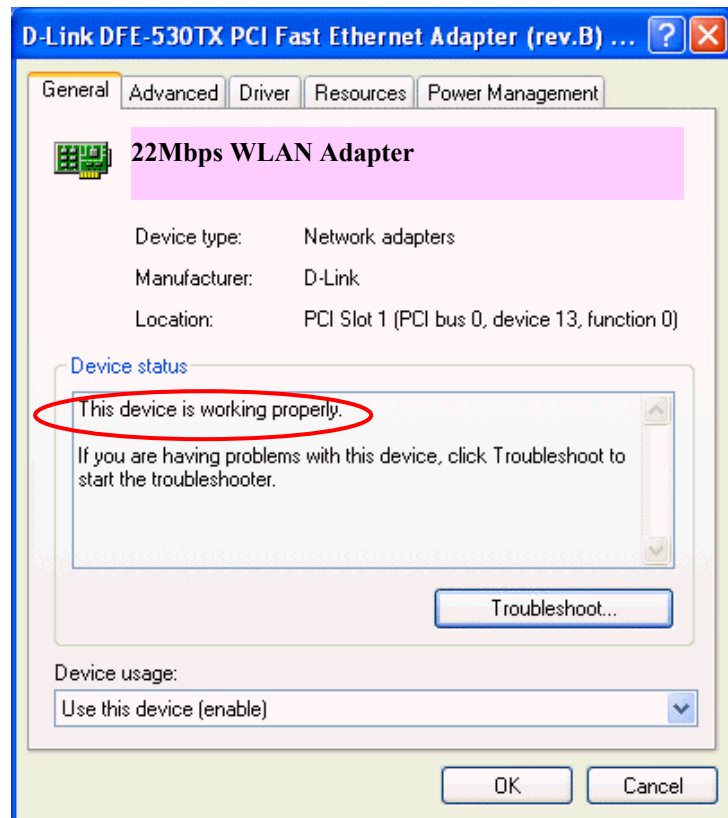 D-Link DFE-530TX PCI Fast Ethernet Adapter (rev.B) ...
General Advanced Driver Resources Power Management
22Mbps WLAN Adapter
Device type: Network adapters
Manufacturer: D-Link
Location: PCI Slot 1 (PCI bus 0, device 13, function 0)
Device status
This device is working properly.
If you are having problems with this device, click Troubleshoot to
start the troubleshooter.
Troubleshoot...
Device usage:
Use this device (enable)
OK Cancel